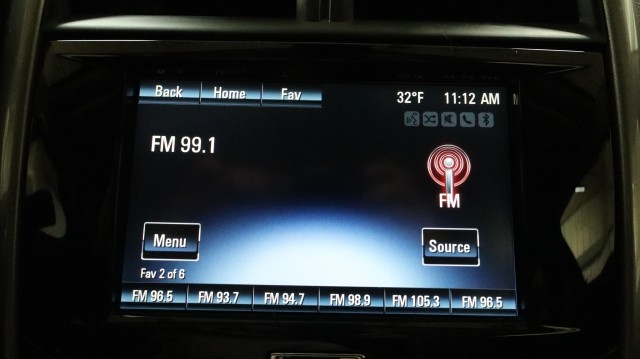 Back Home Fav
32°F 11:12 AM
FM 99.1
FM
Menu
Source
Fav 2 of 6
FM 96.5 FM 93.7 FM 94.7 FM 98.9 FM 105.3 FM 96.5